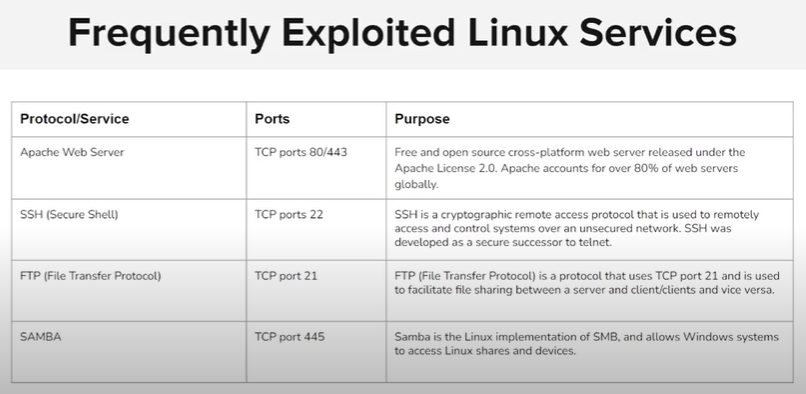 Frequently Exploited Linux Services
Protocol/Service
Ports
Purpose
Apache Web Server
TCP ports 80/443
Free and open source cross-platform web server released under the
Apache License 2.0. Apache accounts for over 80% of web servers
globally.
SSH (Secure Shell)
TCP ports 22
SSH is a cryptographic remote access protocol that is used to remotely
access and control systems over an unsecured network. SSH was
developed as a secure successor to telnet.
FTP (File Transfer Protocol)
TCP port 21
FTP (File Transfer Protocol) is a protocol that uses TCP port 21 and is used
to facilitate file sharing between a server and client/clients and vice versa.
SAMBA
TCP port 445
Samba is the Linux implementation of SMB, and allows Windows systems
to access Linux shares and devices.